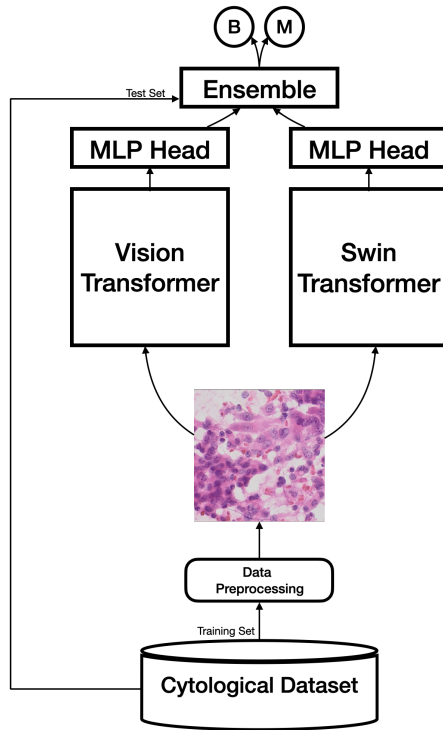 B M
Ensemble
Test Set
MLP Head MLP Head
Vision
Transformer
Swin
Transformer
Data
Preprocessing
Training Set
Cytological Dataset